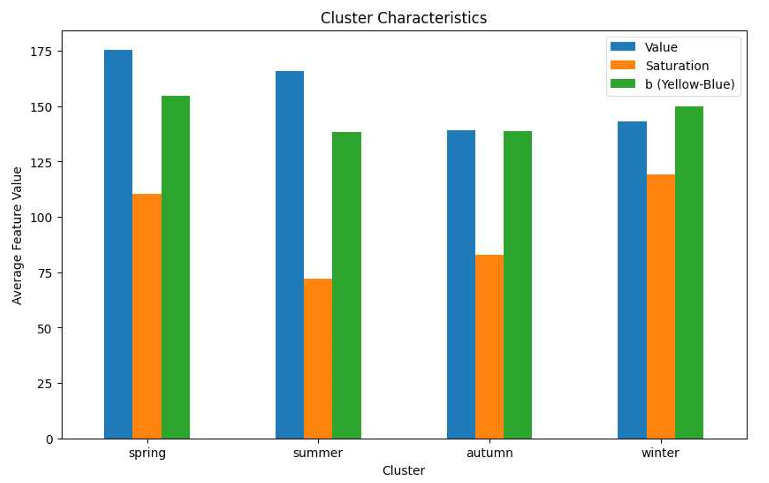 Cluster Characteristics
Value
Saturation
b (Yellow-Blue)
175
150
125
100
75
50
25
0
Average Feature Value
spring summer autumn winter
Cluster